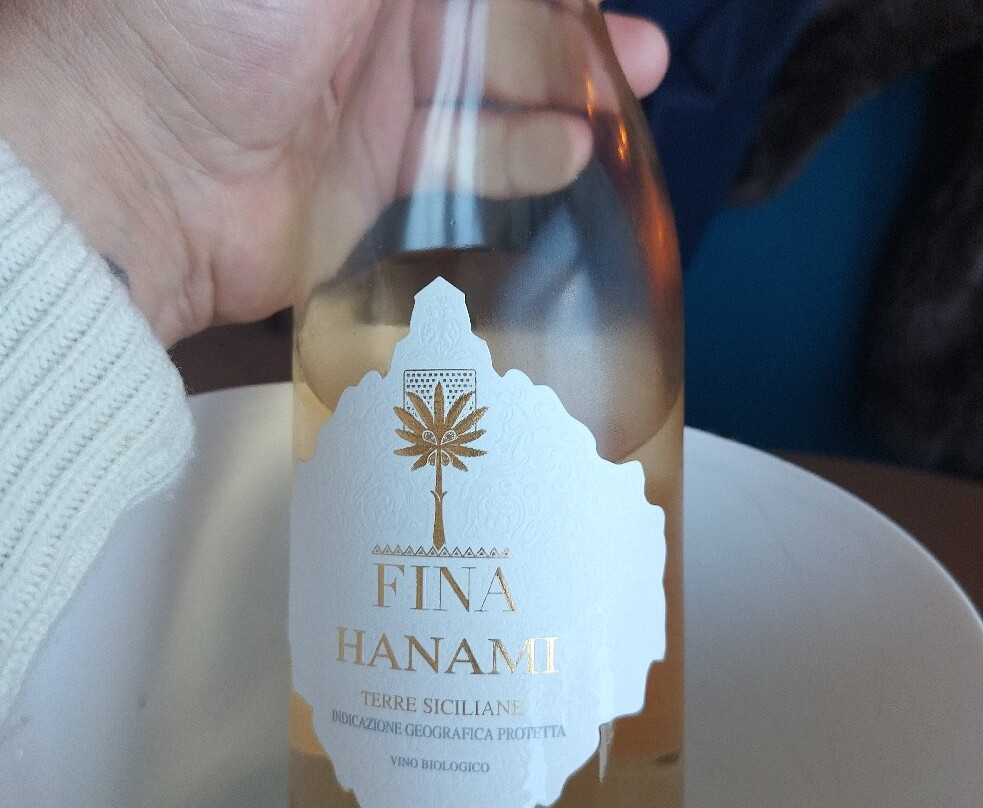 FINA
HANAMI
TERRE SICILIANE
INDICAZIONE GEOGRAFICA PROTETTA
VINO BIOLOGICO